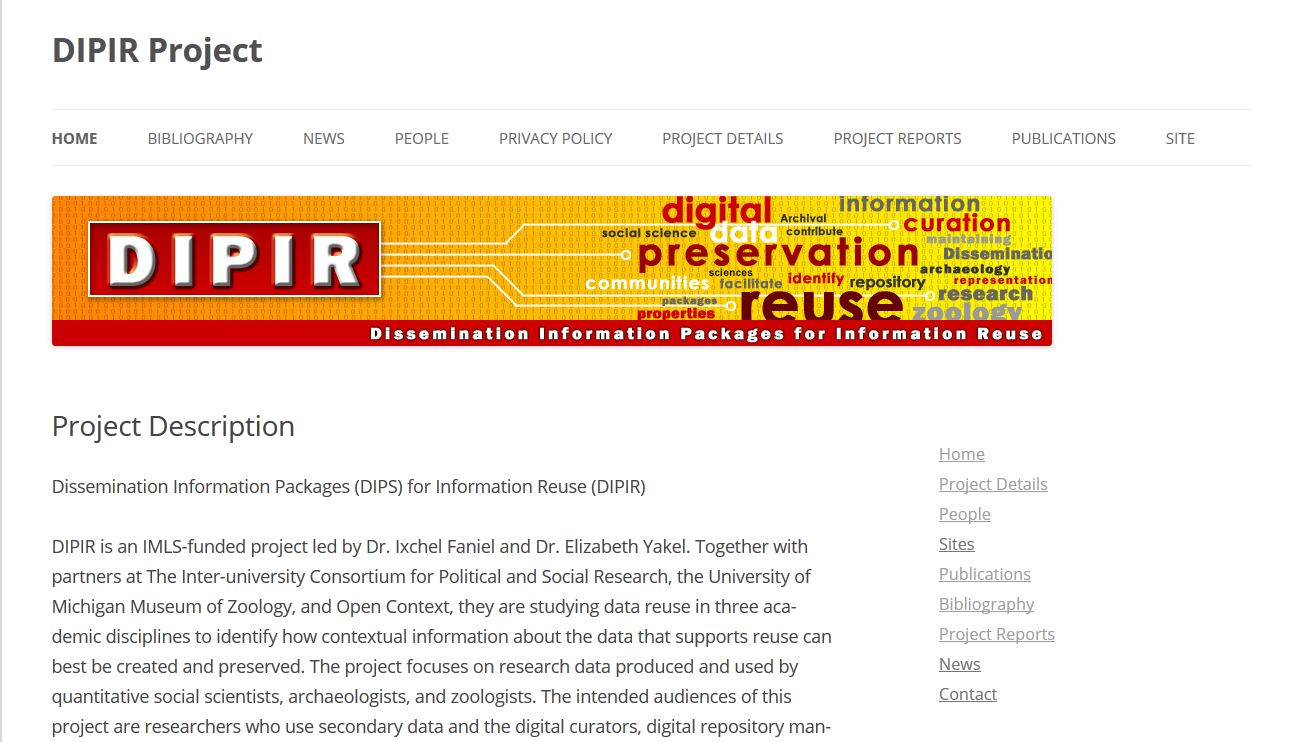 DIPIR Project
HOME BIBLIOGRAPHY NEWS PEOPLE PRIVACY POLICY PROJECT DETAILS PROJECT REPORTS PUBLICATIONS SITE
DIPIR
digital
information
Archival
curation
social science
data
contribute
maintaining
preservation
Disseminatio
sciences
archaeology
communities
facilitate
identify
repository
representation
packages
reuse
research
properties
zoology
Dissemination Information Packages for Information Reuse
Project Description
Dissemination Information Packages (DIPS) for Information Reuse (DIPIR)
DIPIR is an IMLS-funded project led by Dr. Ixchel Faniel and Dr. Elizabeth Yakel. Together with
partners at The Inter-university Consortium for Political and Social Research, the University of
Michigan Museum of Zoology, and Open Context, they are studying data reuse in three aca-
demic disciplines to identify how contextual information about the data that supports reuse can
best be created and preserved. The project focuses on research data produced and used by
quantitative social scientists, archaeologists, and zoologists. The intended audiences of this
project are researchers who use secondary data and the digital curators, digital repository man-
Home
Project Details
People
Sites
Publications
Bibliography
Project Reports
News
Contact